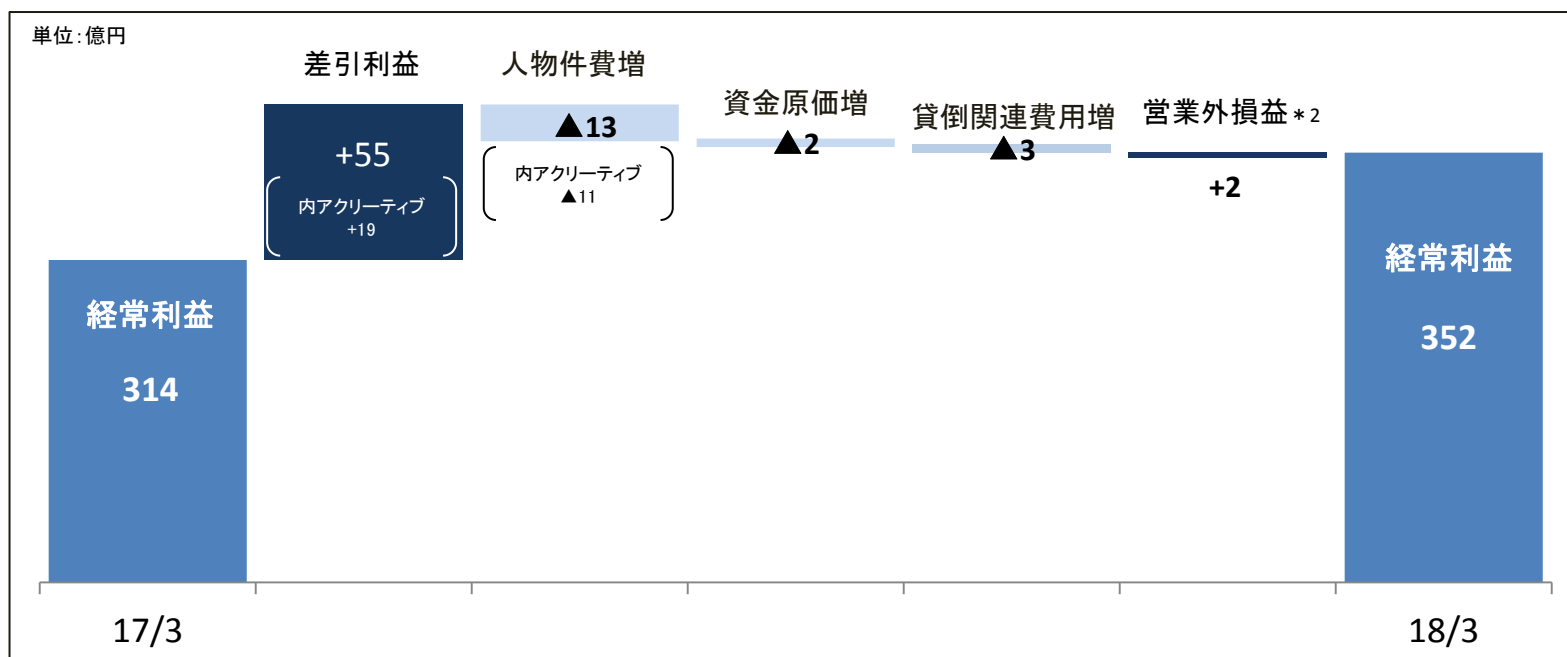 単位:億円
差引利益
+55
内アクリーティブ
+19
人物件費増
▲13
内アクリーティブ
▲11
資金原価増
▲2
貸倒関連費用増
▲3
営業外損益*2
+2
経常利益
314
経常利益
352
17/3
18/3